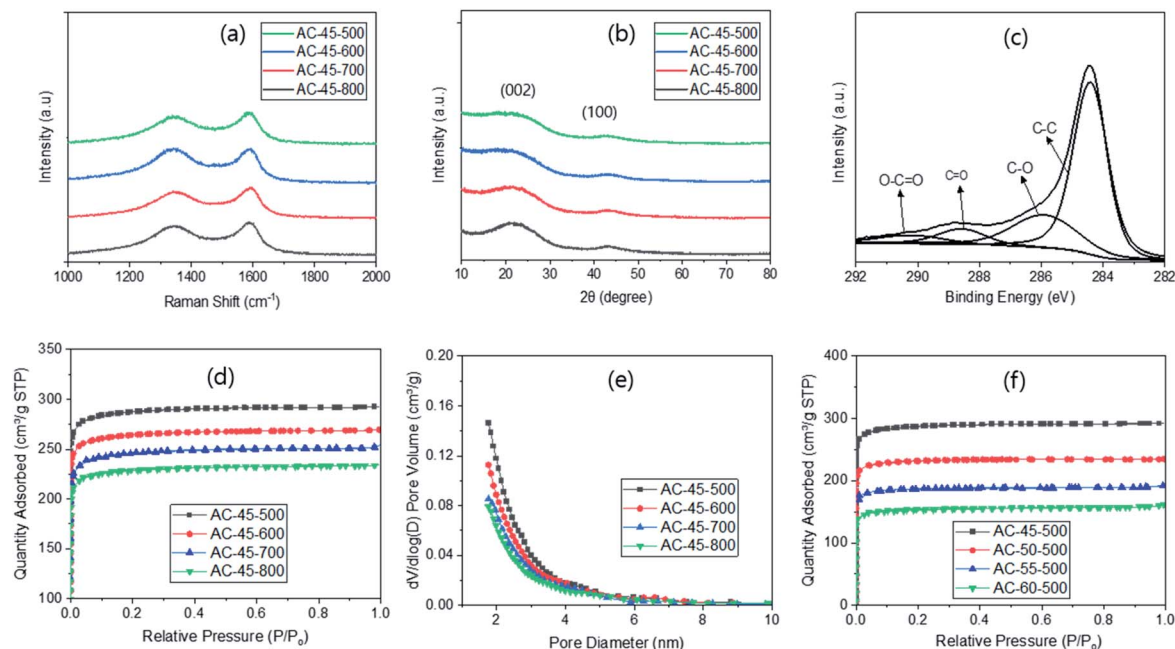 (a)
AC-45-500
AC-45-600
AC-45-700
AC-45-800
Intensity (a.u)
1000 1200 1400 1600 1800 2000
Raman Shift (cm⁻¹)
(b)
AC-45-500
AC-45-600
AC-45-700
AC-45-800
(002)
(100)
Intensity (a.u.)
10 20 30 40 50 60 70 80
2θ (degree)
(c)
C-C
C-O
C=O
O-C=O
Intensity (a.u.)
292 290 288 286 284 282
Binding Energy (eV)
(d)
350
300
250
200
150
100
Quantity Adsorbed (cm³/g STP)
AC-45-500
AC-45-600
AC-45-700
AC-45-800
0.0 0.2 0.4 0.6 0.8 1.0
Relative Pressure (P/P₀)
(e)
0.20
0.16
0.12
0.08
0.04
0.00
dV/dlog(D) Pore Volume (cm³/g)
AC-45-500
AC-45-600
AC-45-700
AC-45-800
2 4 6 8 10
Pore Diameter (nm)
(f)
400
300
200
100
0
Quantity Adsorbed (cm³/g STP)
AC-45-500
AC-50-500
AC-55-500
AC-60-500
0.0 0.2 0.4 0.6 0.8 1.0
Relative Pressure (P/P₀)